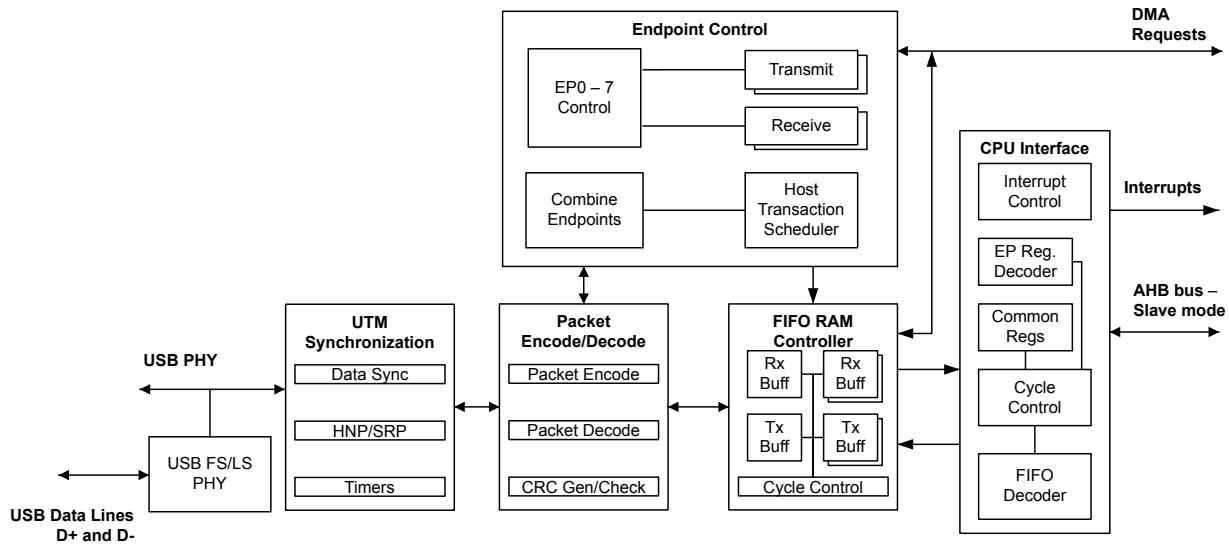 Endpoint Control
DMA
Requests
EP0 – 7
Control
Transmit
Receive
Combine
Endpoints
Host
Transaction
Scheduler
CPU Interface
Interrupt
Control
Interrupts
EP Reg.
Decoder
AHB bus –
Slave mode
Common
Regs
Cycle
Control
FIFO
Decoder
UTM
Synchronization
Data Sync
HNP/SRP
Timers
Packet
Encode/Decode
Packet Encode
Packet Decode
CRC Gen/Check
FIFO RAM
Controller
Rx
Buff
Rx
Buff
Tx
Buff
Tx
Buff
Cycle Control
USB PHY
USB FS/LS
PHY
USB Data Lines
D+ and D-